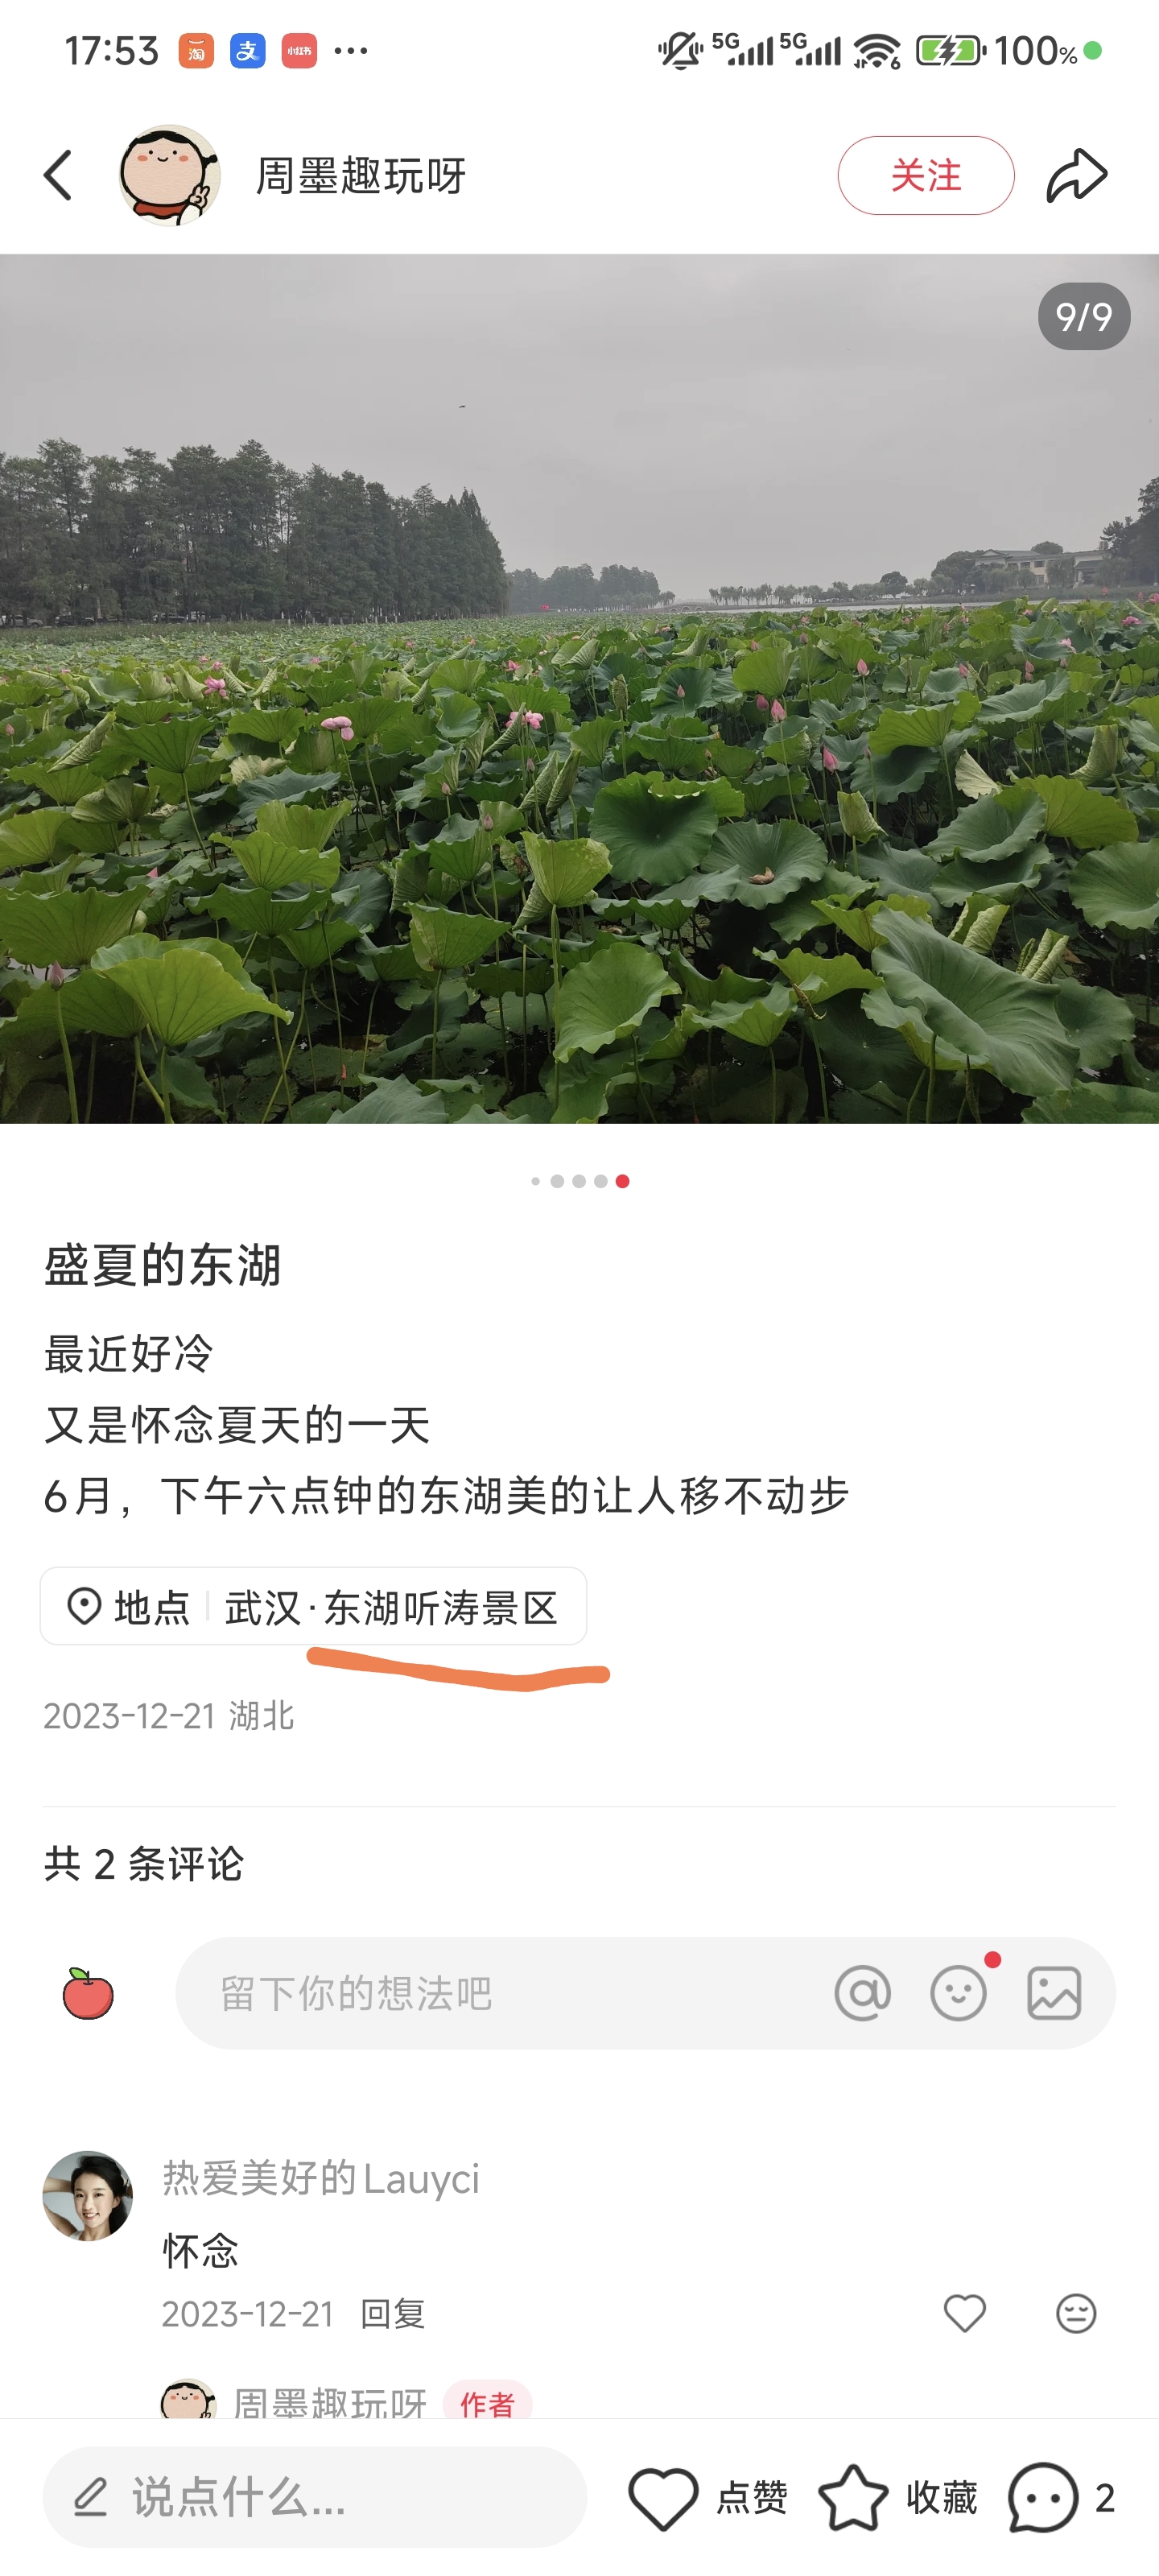 17:53 淘 支 小红书 ... 5G 5G 6 100%
周墨趣玩呀 关注
9/9
盛夏的东湖
最近好冷
又是怀念夏天的一天
6月，下午六点钟的东湖美的让人移不动步
地点 武汉·东湖听涛景区
2023-12-21 湖北
共 2 条评论
留下你的想法吧 @
热爱美好的Lauyci
怀念
2023-12-21 回复
周墨趣玩呀 作者
说点什么... 点赞 收藏 2